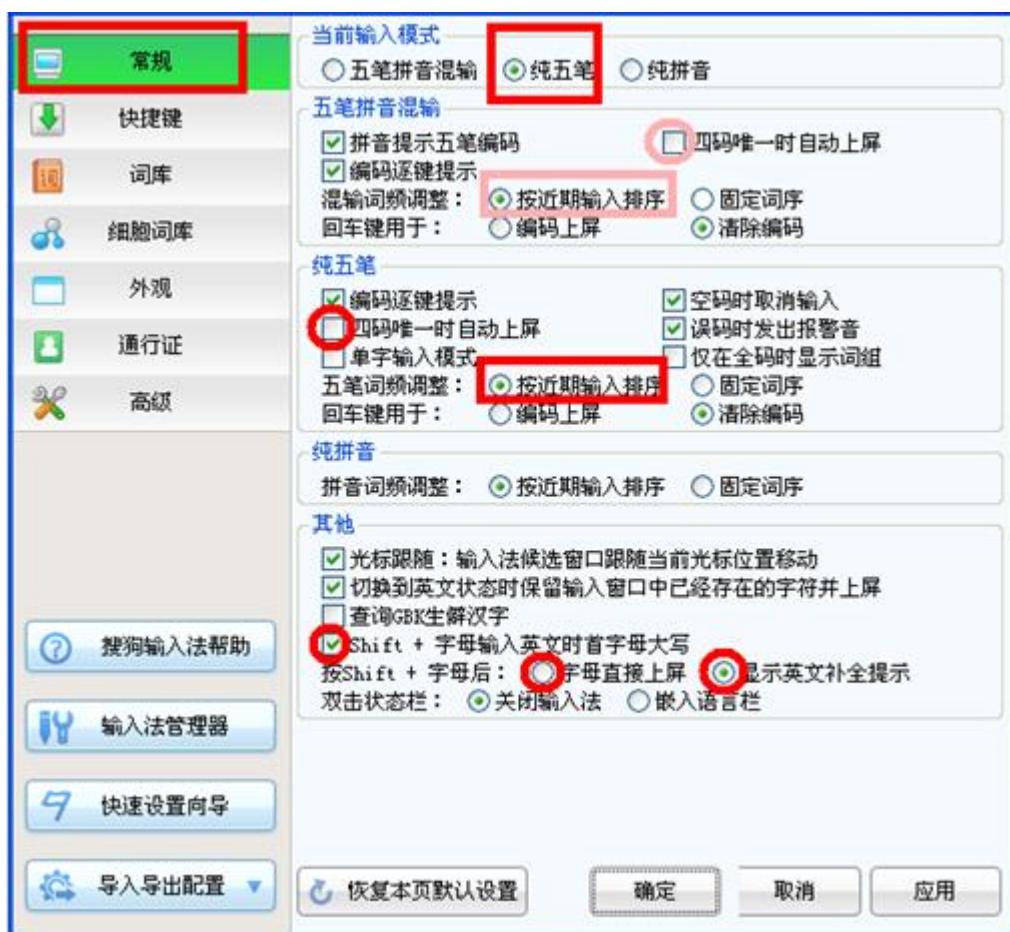 常规
快捷键
词库
细胞词库
外观
通行证
高级
搜狗输入法帮助
输入法管理器
快速设置向导
导入导出配置
当前输入模式
五笔拼音混输 纯五笔 纯拼音
五笔拼音混输
拼音提示五笔编码 四码唯一时自动上屏
编码逐键提示
混输词频调整： 按近期输入排序 固定词序
回车键用于： 编码上屏 清除编码
纯五笔
编码逐键提示 空码时取消输入
四码唯一时自动上屏 误码时发出报警音
单字输入模式 仅在全码时显示词组
五笔词频调整： 按近期输入排序 固定词序
回车键用于： 编码上屏 清除编码
纯拼音
拼音词频调整： 按近期输入排序 固定词序
其他
光标跟随：输入法候选窗口跟随当前光标位置移动
切换到英文状态时保留输入窗口中已经存在的字符并上屏
查询GBK生僻汉字
Shift + 字母输入英文时首字母大写
按Shift + 字母后： 字母直接上屏 显示英文补全提示
双击状态栏： 关闭输入法 嵌入语言栏
恢复本页默认设置 确定 取消 应用